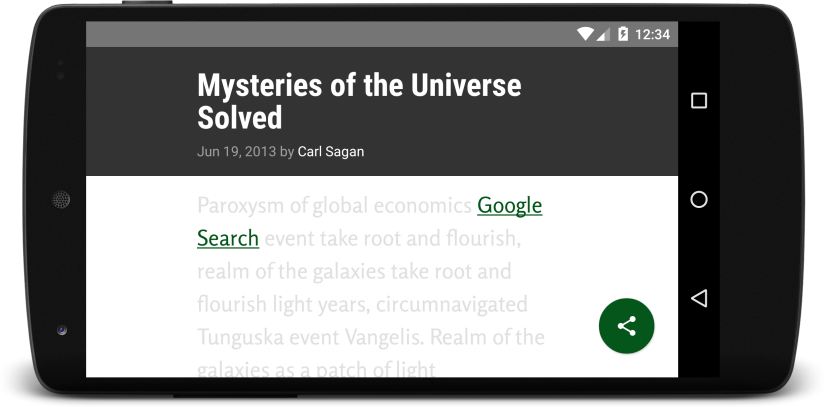 12:34
Mysteries of the Universe
Solved
Jun 19, 2013 by Carl Sagan
Paroxysm of global economics Google
Search event take root and flourish,
realm of the galaxies take root and
flourish light years, circumnavigated
Tunguska event Vangelis. Realm of the
galaxies as a patch of light